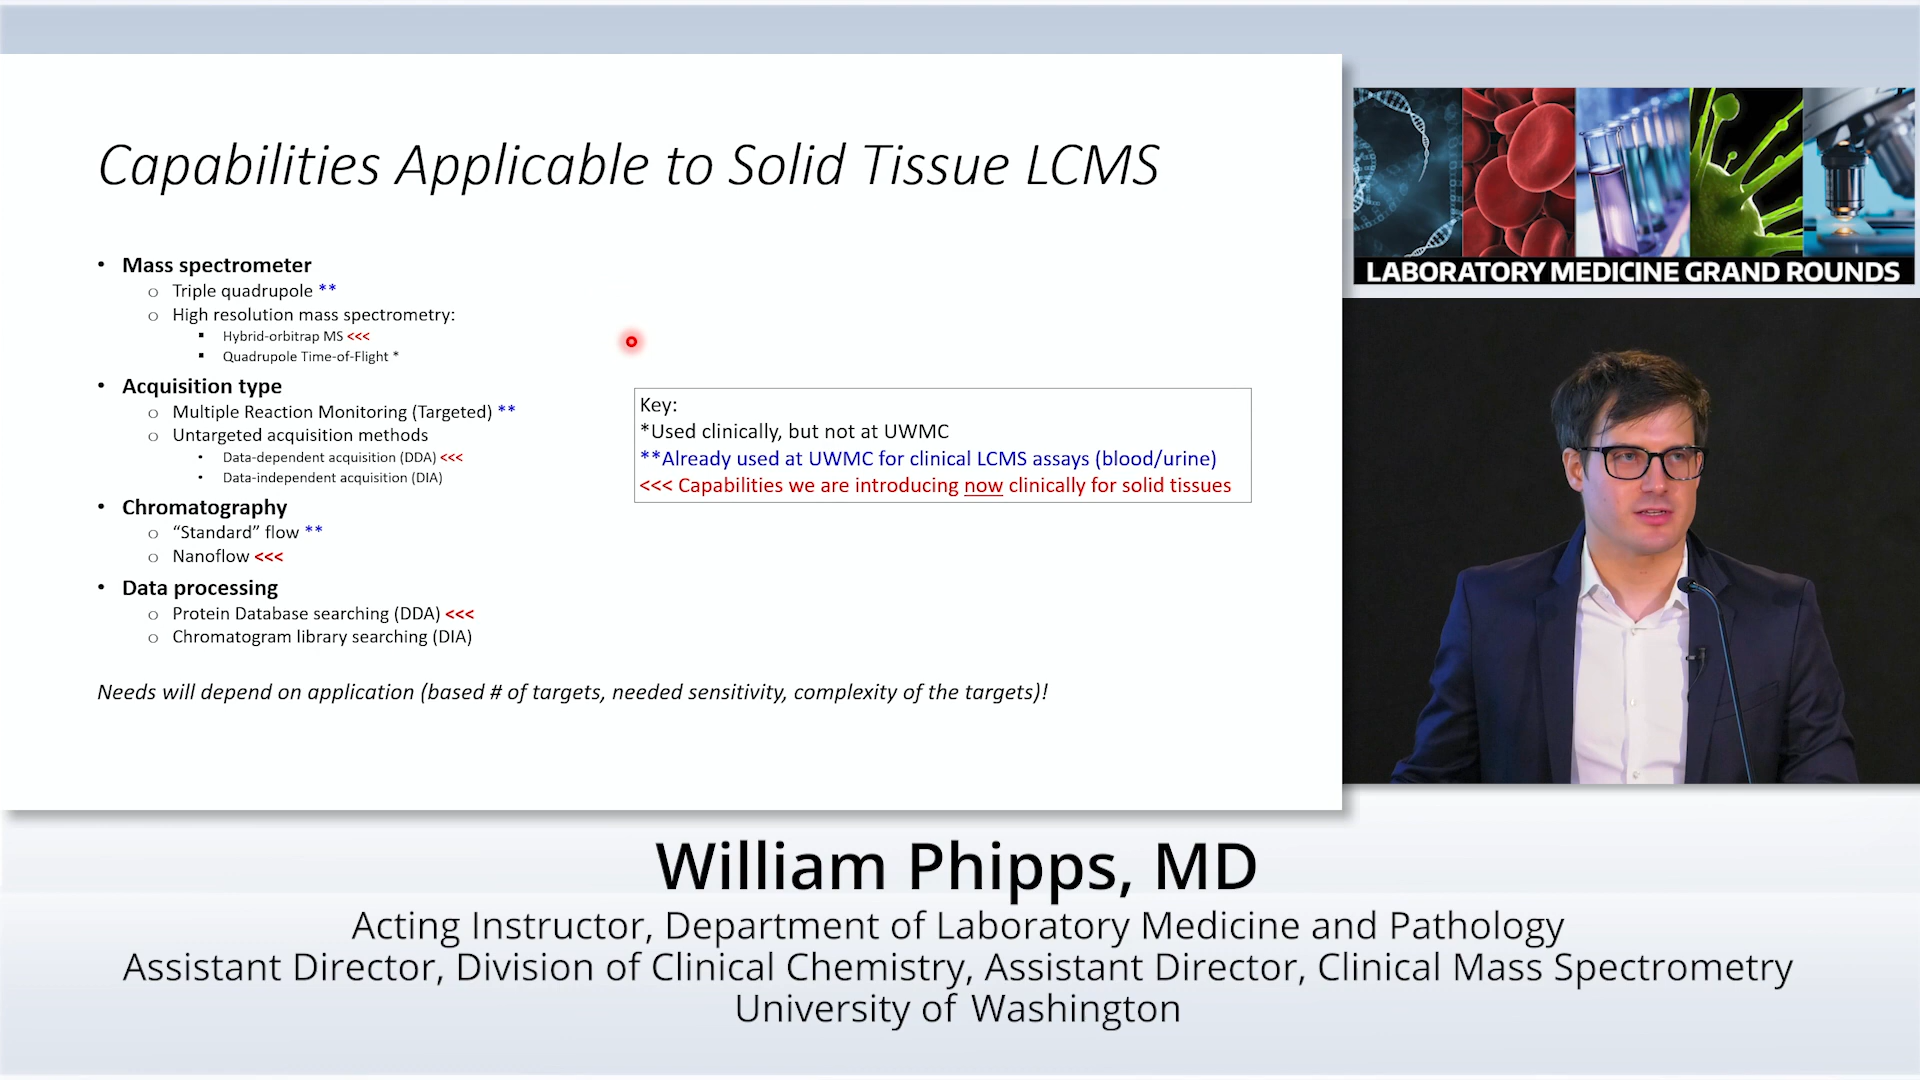 Capabilities Applicable to Solid Tissue LCMS
• Mass spectrometer
o Triple quadrupole **
o High resolution mass spectrometry:
▪ Hybrid-orbitrap MS <<<
▪ Quadrupole Time-of-Flight *
• Acquisition type
o Multiple Reaction Monitoring (Targeted) **
o Untargeted acquisition methods
• Data-dependent acquisition (DDA) <<<
• Data-independent acquisition (DIA)
• Chromatography
o “Standard” flow **
o Nanoflow <<<
• Data processing
o Protein Database searching (DDA) <<<
o Chromatogram library searching (DIA)
Needs will depend on application (based # of targets, needed sensitivity, complexity of the targets)!
Key:
*Used clinically, but not at UWMC
**Already used at UWMC for clinical LCMS assays (blood/urine)
<<< Capabilities we are introducing now clinically for solid tissues
LABORATORY MEDICINE GRAND ROUNDS
William Phipps, MD
Acting Instructor, Department of Laboratory Medicine and Pathology
Assistant Director, Division of Clinical Chemistry, Assistant Director, Clinical Mass Spectrometry
University of Washington